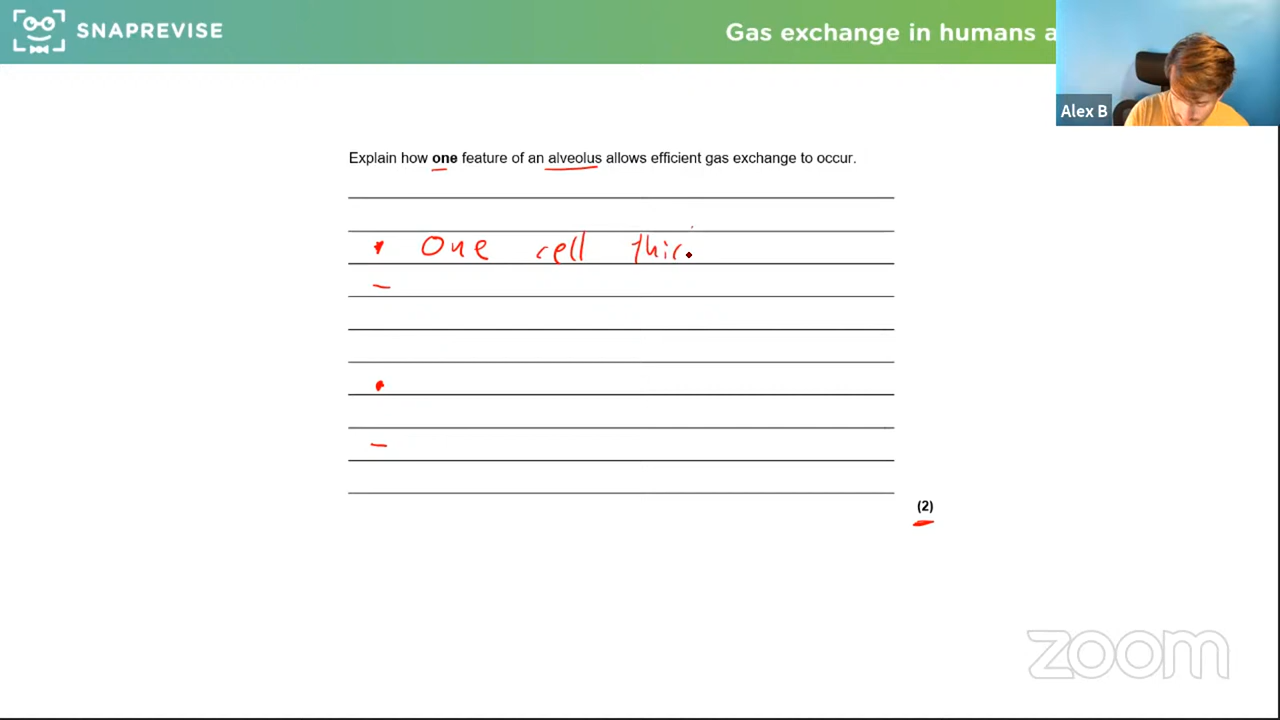 SNAPREVISE
Gas exchange in humans a
Alex B
Explain how one feature of an alveolus allows efficient gas exchange to occur.
• One cell thic
–
•
–
(2)
zoom